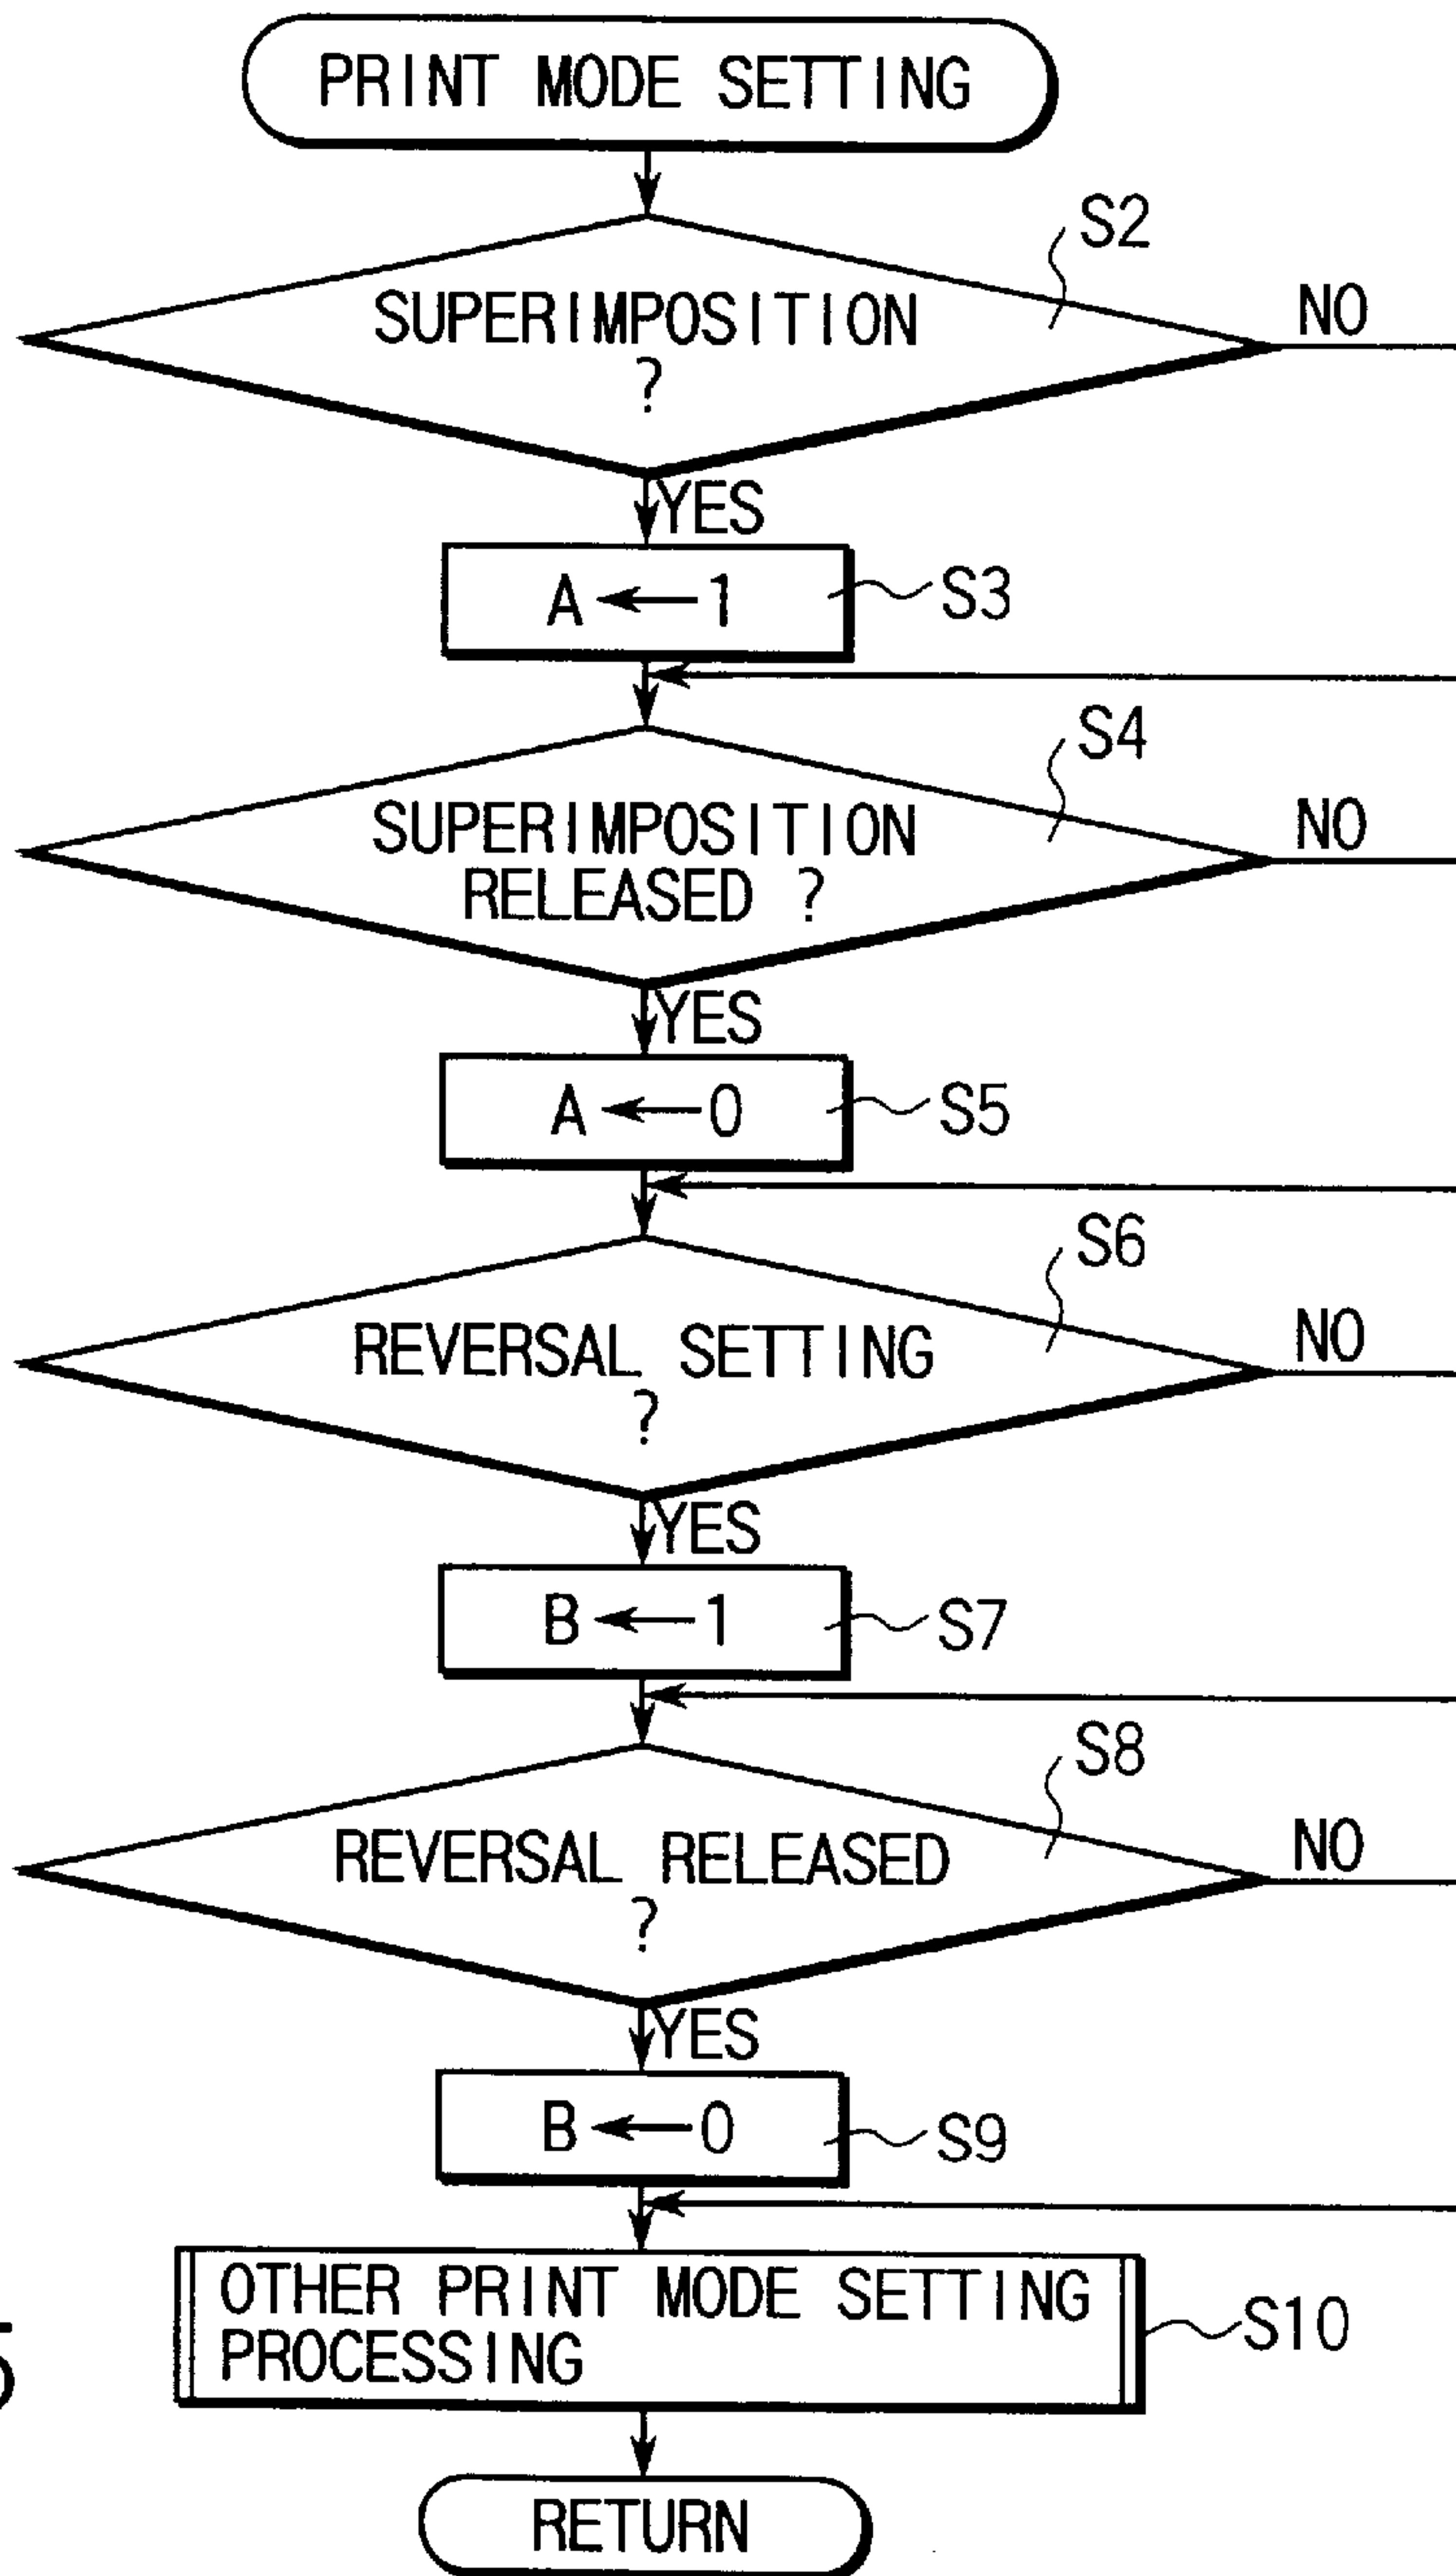 PRINT MODE SETTING
S2
SUPERIMPOSITION
?
NO
YES
A ← 1
S3
S4
SUPERIMPOSITION
RELEASED ?
NO
YES
A ← 0
S5
S6
REVERSAL SETTING
?
NO
YES
B ← 1
S7
S8
REVERSAL RELEASED
?
NO
YES
B ← 0
S9
OTHER PRINT MODE SETTING
PROCESSING
S10
RETURN